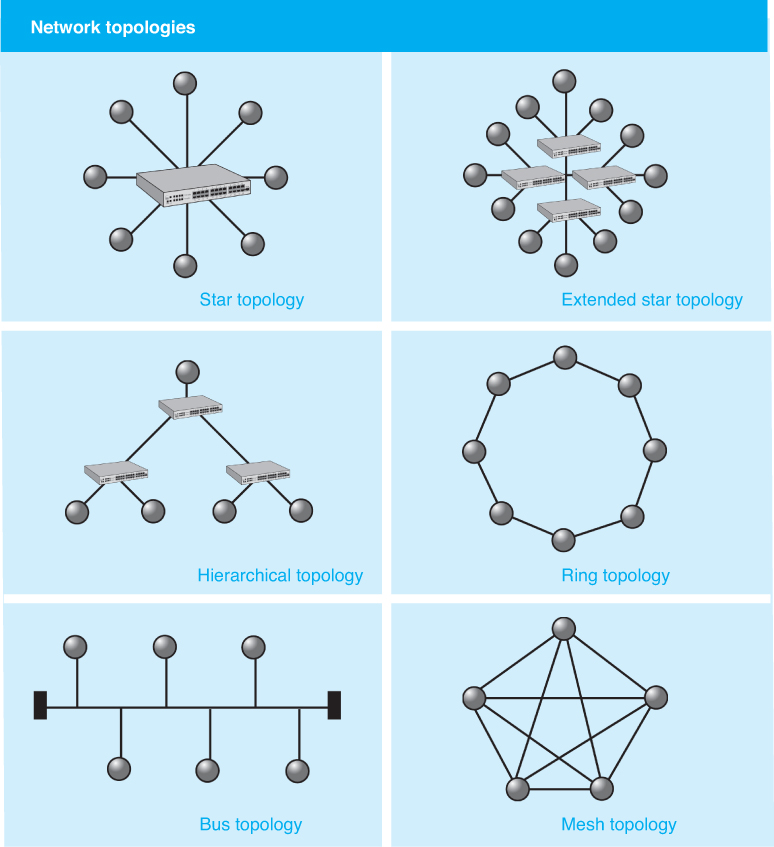 Network topologies
Star topology
Extended star topology
Hierarchical topology
Ring topology
Bus topology
Mesh topology